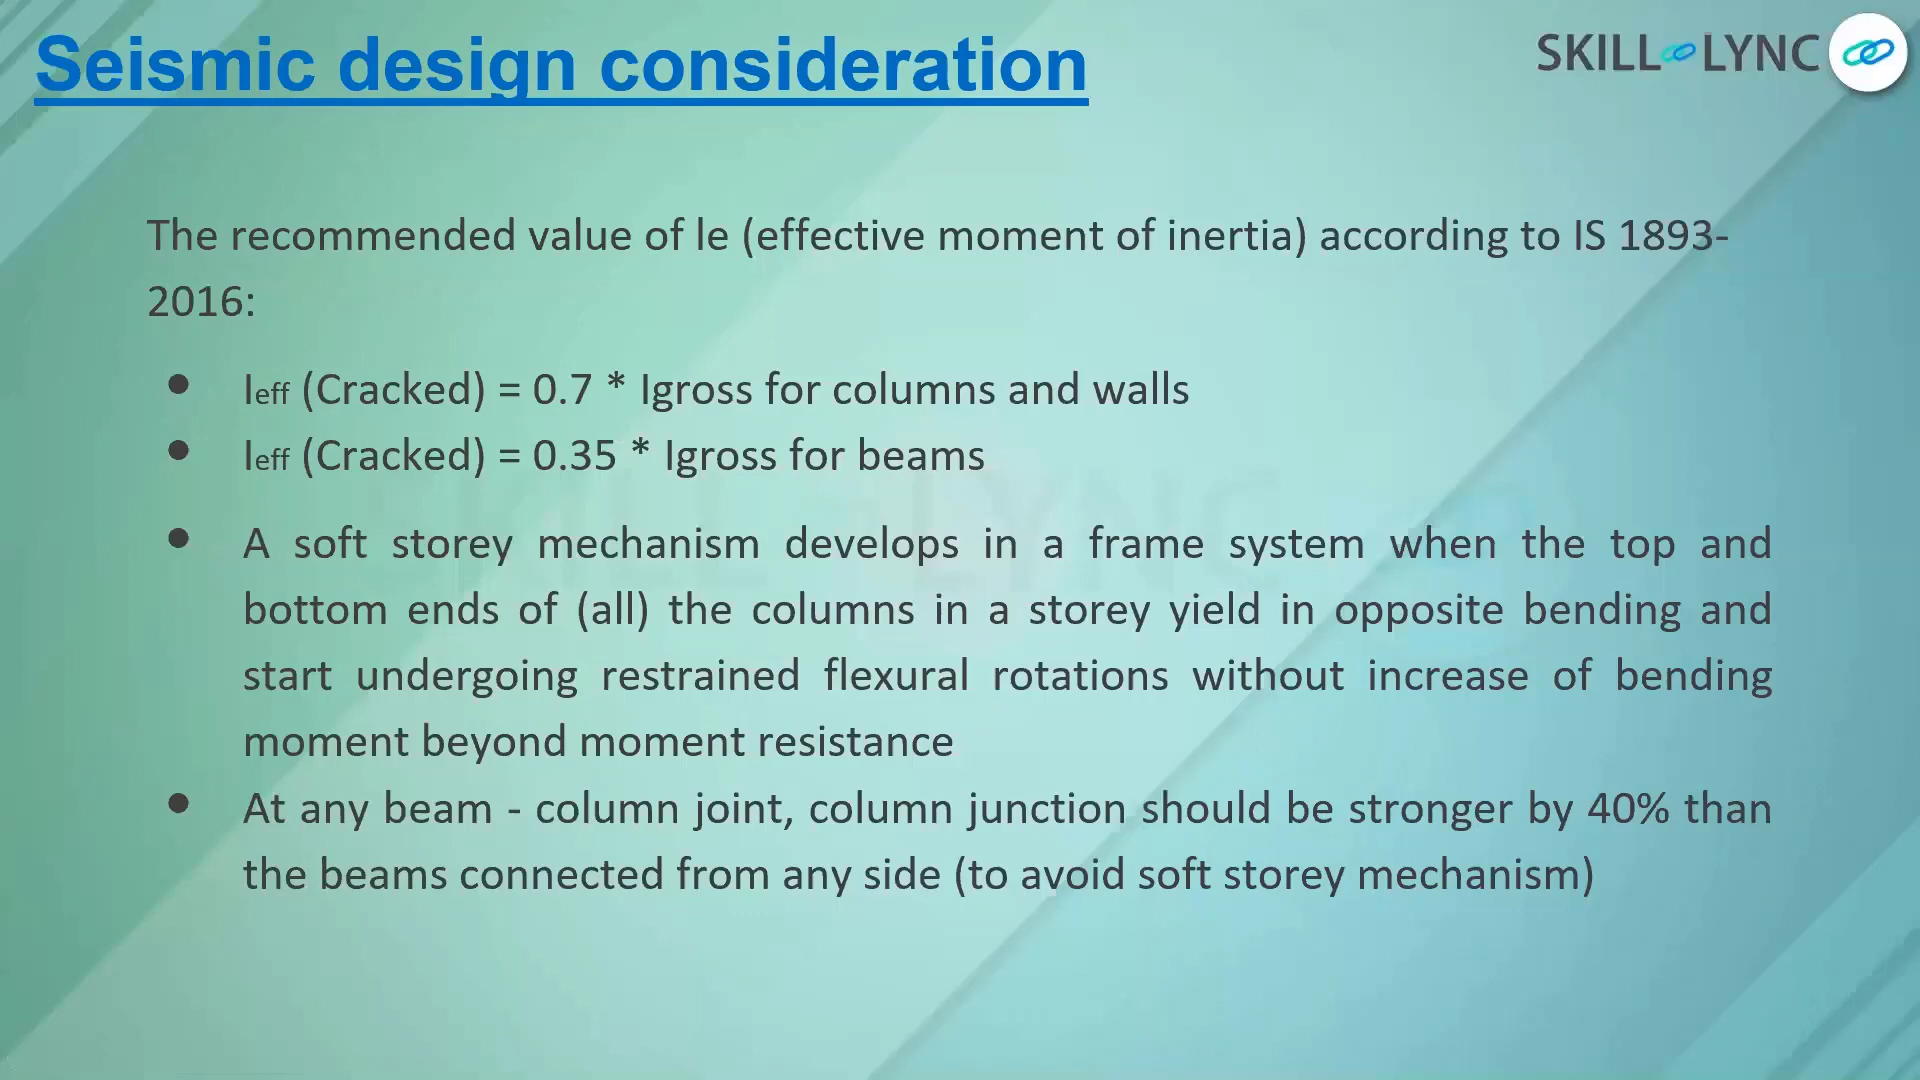 Seismic design consideration
SKILL LYNC
The recommended value of Ie (effective moment of inertia) according to IS 1893-
2016:
• Ieff (Cracked) = 0.7 * Igross for columns and walls
• Ieff (Cracked) = 0.35 * Igross for beams
• A soft storey mechanism develops in a frame system when the top and
bottom ends of (all) the columns in a storey yield in opposite bending and
start undergoing restrained flexural rotations without increase of bending
moment beyond moment resistance
• At any beam - column joint, column junction should be stronger by 40% than
the beams connected from any side (to avoid soft storey mechanism)
SKILL LYNC